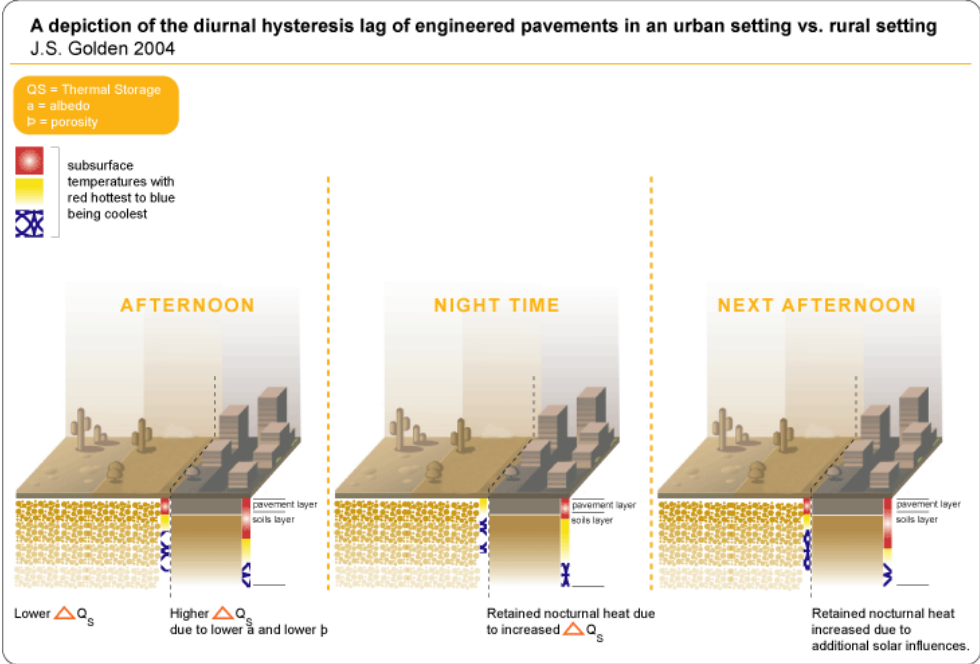 A depiction of the diurnal hysteresis lag of engineered pavements in an urban setting vs. rural setting
J.S. Golden 2004
QS = Thermal Storage
a = albedo
Þ = porosity
subsurface
temperatures with
red hottest to blue
being coolest
AFTERNOON
NIGHT TIME
NEXT AFTERNOON
pavement layer
soils layer
pavement layer
soils layer
pavement layer
soils layer
Lower △QS
Higher △QS
due to lower a and lower þ
Retained nocturnal heat due
to increased △QS
Retained nocturnal heat
increased due to
additional solar influences.